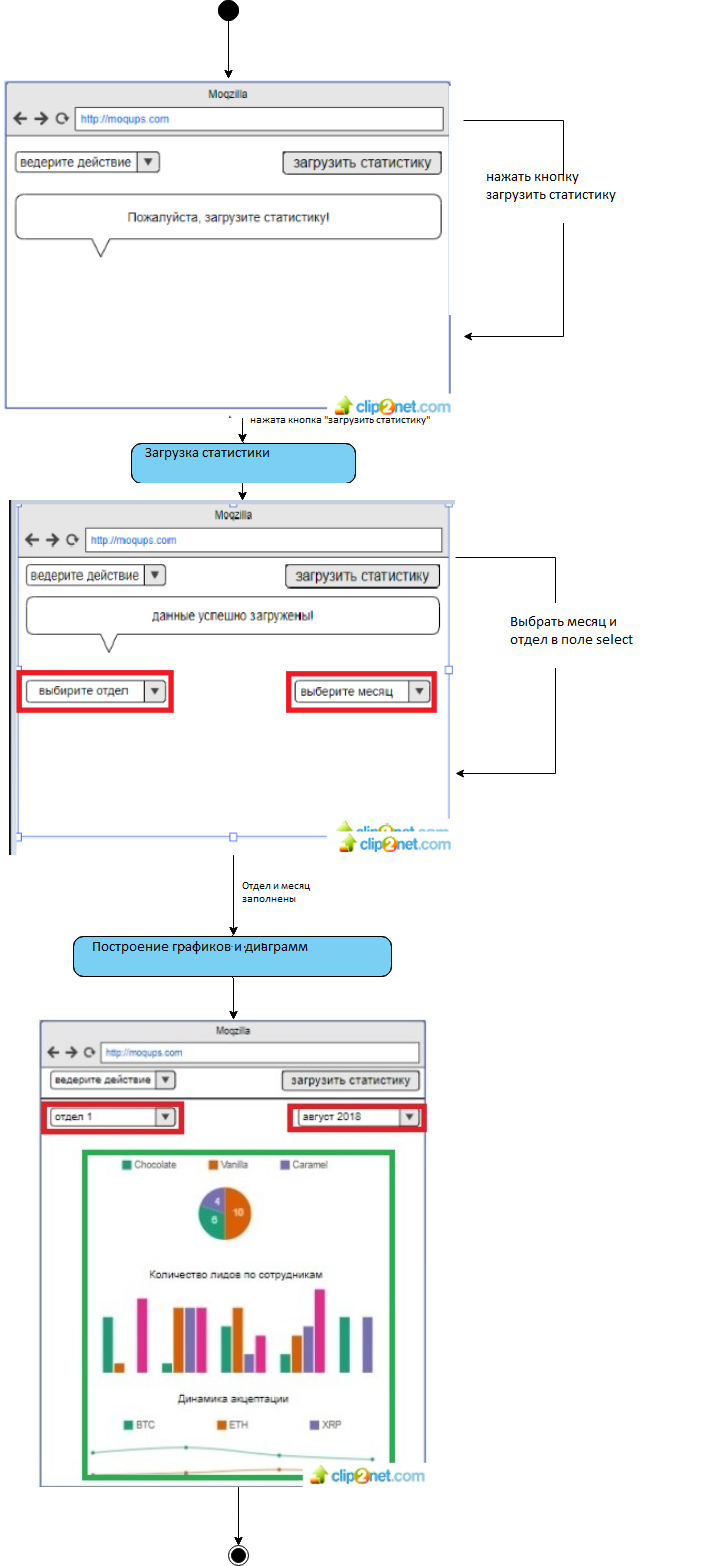 Moqzilla
http://moqups.com
ведерите действие
загрузить статистику
Пожалуйста, загрузите статистику!
нажать кнопку
загрузить статистику
clip2net.com
нажата кнопка "загрузить статистику"
Загрузка статистики
Moqzilla
http://moqups.com
ведерите действие
загрузить статистику
данные успешно загружены!
Выбрать месяц и
отдел в поле select
выбирите отдел
выберите месяц
clip2net.com
clip2net.com
Отдел и месяц
заполнены
Построение графиков и диаграмм
Moqzilla
http://moqups.com
ведерите действие
загрузить статистику
отдел 1
август 2018
Chocolate Vanilla Caramel
4
10
6
Количество лидов по сотрудникам
Динамика акцептации
BTC ETH XRP
clip2net.com